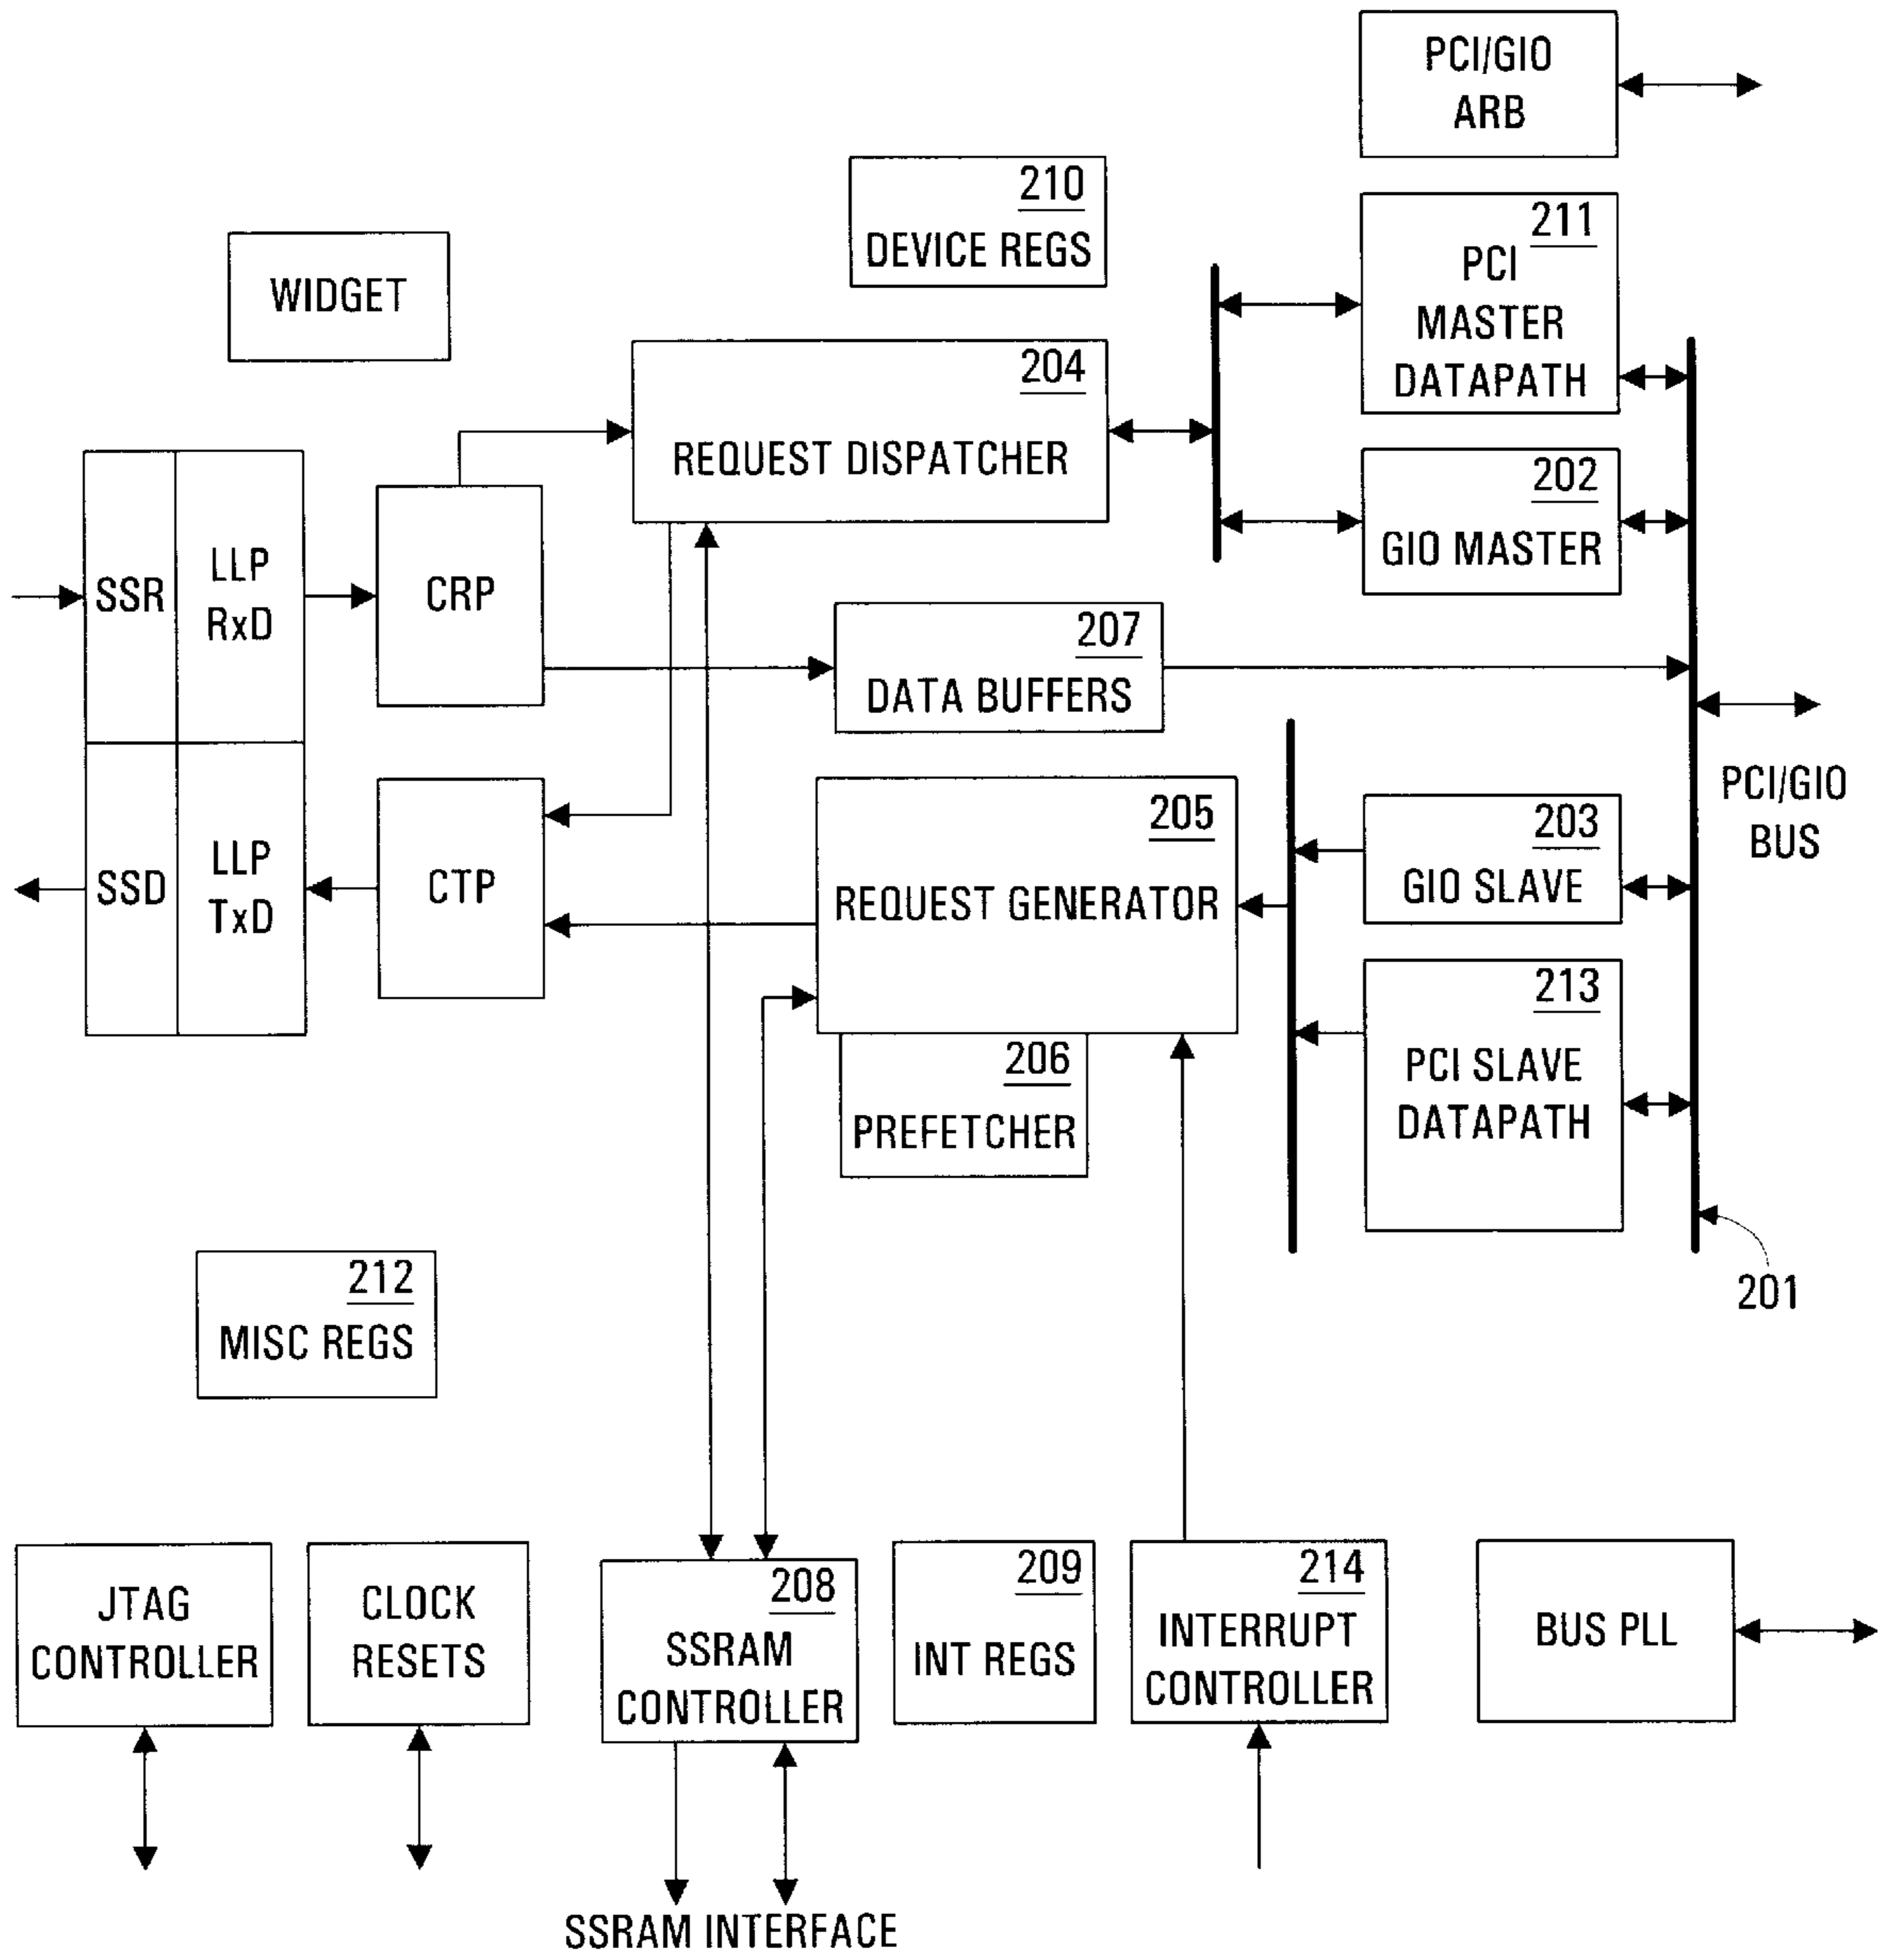 PCI/GIO
ARB
210
DEVICE REGS
211
PCI
MASTER
DATAPATH
WIDGET
204
REQUEST DISPATCHER
202
GIO MASTER
SSR
LLP
RxD
CRP
207
DATA BUFFERS
PCI/GIO
BUS
SSD
LLP
TxD
CTP
205
REQUEST GENERATOR
203
GIO SLAVE
213
PCI SLAVE
DATAPATH
206
PREFETCHER
201
212
MISC REGS
JTAG
CONTROLLER
CLOCK
RESETS
208
SSRAM
CONTROLLER
209
INT REGS
214
INTERRUPT
CONTROLLER
BUS PLL
SSRAM INTERFACE